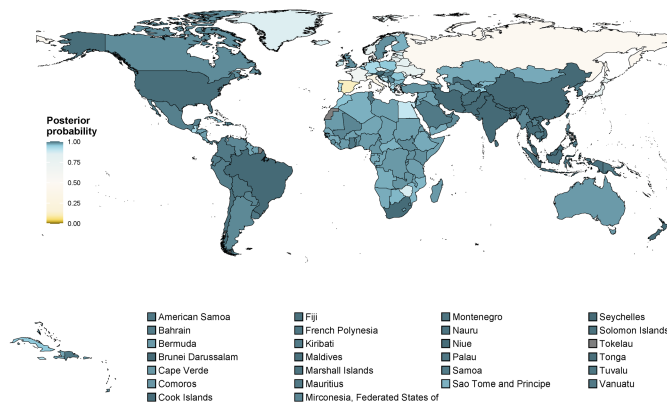 Posterior
probability
1.00
0.75
0.50
0.25
0.00
American Samoa
Bahrain
Bermuda
Brunei Darussalam
Cape Verde
Comoros
Cook Islands
Fiji
French Polynesia
Kiribati
Maldives
Marshall Islands
Mauritius
Mirconesia, Federated States of
Montenegro
Nauru
Niue
Palau
Samoa
Sao Tome and Principe
Seychelles
Solomon Islands
Tokelau
Tonga
Tuvalu
Vanuatu